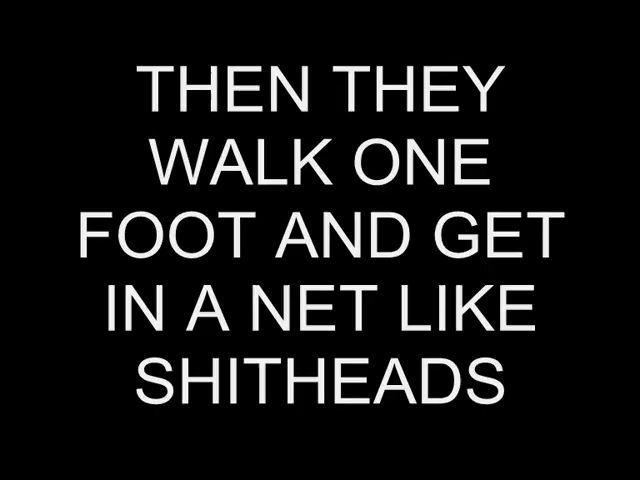 THEN THEY
WALK ONE
FOOT AND GET
IN A NET LIKE
SHITHEADS